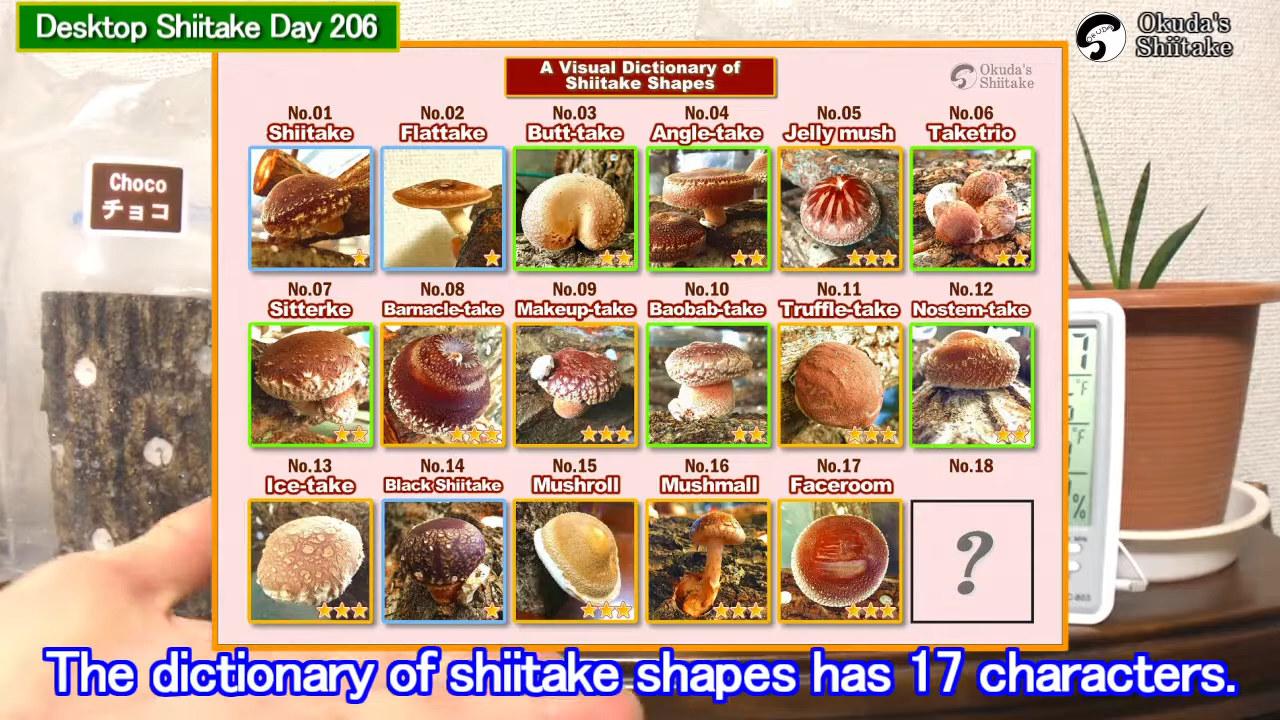 Desktop Shiitake Day 206
Okuda's
Shiitake
A Visual Dictionary of
Shiitake Shapes
Okuda's
Shiitake
No.01 No.02 No.03 No.04 No.05 No.06
Shiitake Flattake Butt-take Angle-take Jelly mush Taketrio
Choco
チョコ
No.07 No.08 No.09 No.10 No.11 No.12
Sitterke Barnacle-take Makeup-take Baobab-take Truffle-take Nostem-take
No.13 No.14 No.15 No.16 No.17 No.18
Ice-take Black Shiitake Mushroll Mushmall Faceroom
?
The dictionary of shiitake shapes has 17 characters.